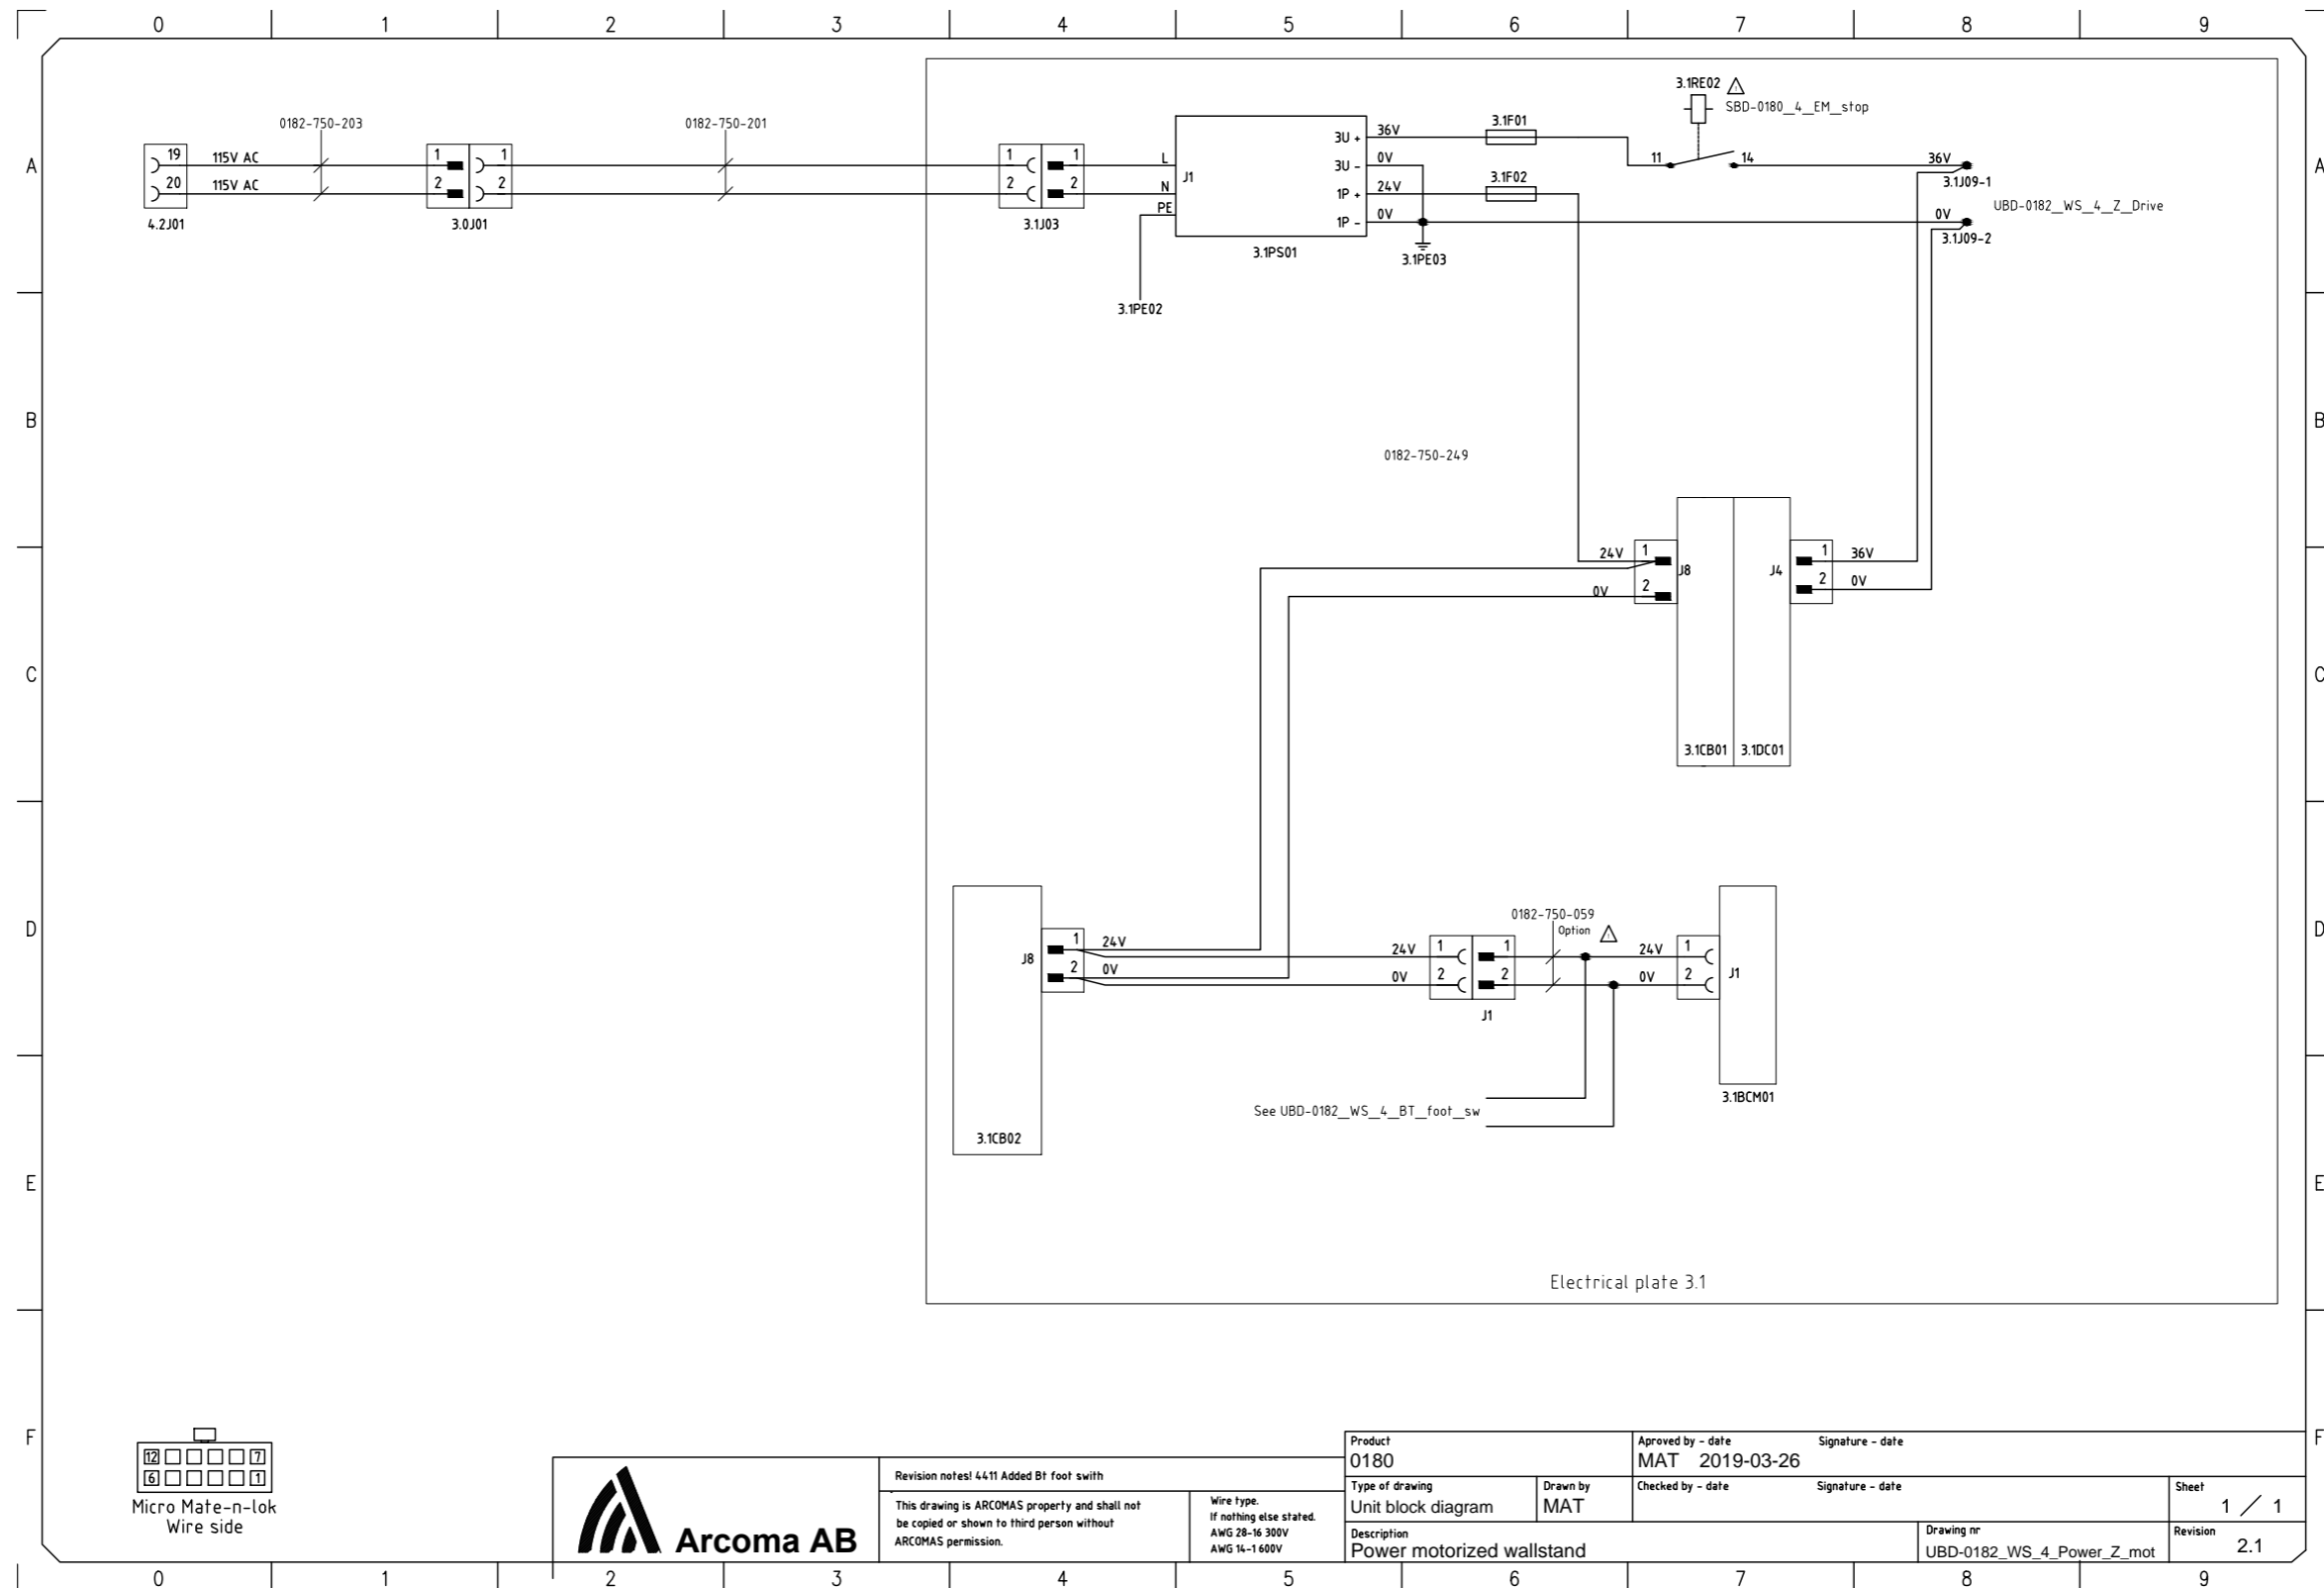 0 1 2 3 4 5 6 7 8 9
A A
B B
C C
D D
E E
F F
0182-750-203
0182-750-201
19 115V AC 1 1
20 115V AC 2 2
4.2J01
3.0J01
1 1
2 2
3.1J03
L
N
PE
J1
3U + 36V
3U - 0V
1P + 24V
1P - 0V
3.1PS01
3.1PE02
3.1PE03
3.1F01
3.1F02
3.1RE02
SBD-0180_4_EM_stop
11 14
36V
3.1J09-1
UBD-0182_WS_4_Z_Drive
0V
3.1J09-2
0182-750-249
24V 1
0V 2
J8 J4
1 36V
2 0V
3.1CB01 3.1DC01
0182-750-059
Option
J8
1 24V
2 0V
24V 1 1
0V 2 2
J1
24V 1
0V 2
J1
3.1BCM01
See UBD-0182_WS_4_BT_foot_sw
3.1CB02
Electrical plate 3.1
12 7
6 1
Micro Mate-n-lok
Wire side
Arcoma AB
Revision notes! 4411 Added Bt foot swith
This drawing is ARCOMAS property and shall not
be copied or shown to third person without
ARCOMAS permission.
Wire type.
If nothing else stated.
AWG 28-16 300V
AWG 14-1 600V
Product
0180
Aproved by - date Signature - date
MAT 2019-03-26
Type of drawing
Unit block diagram
Drawn by
MAT
Checked by - date Signature - date
Sheet
1 / 1
Description
Power motorized wallstand
Drawing nr
UBD-0182_WS_4_Power_Z_mot
Revision
2.1
0 1 2 3 4 5 6 7 8 9